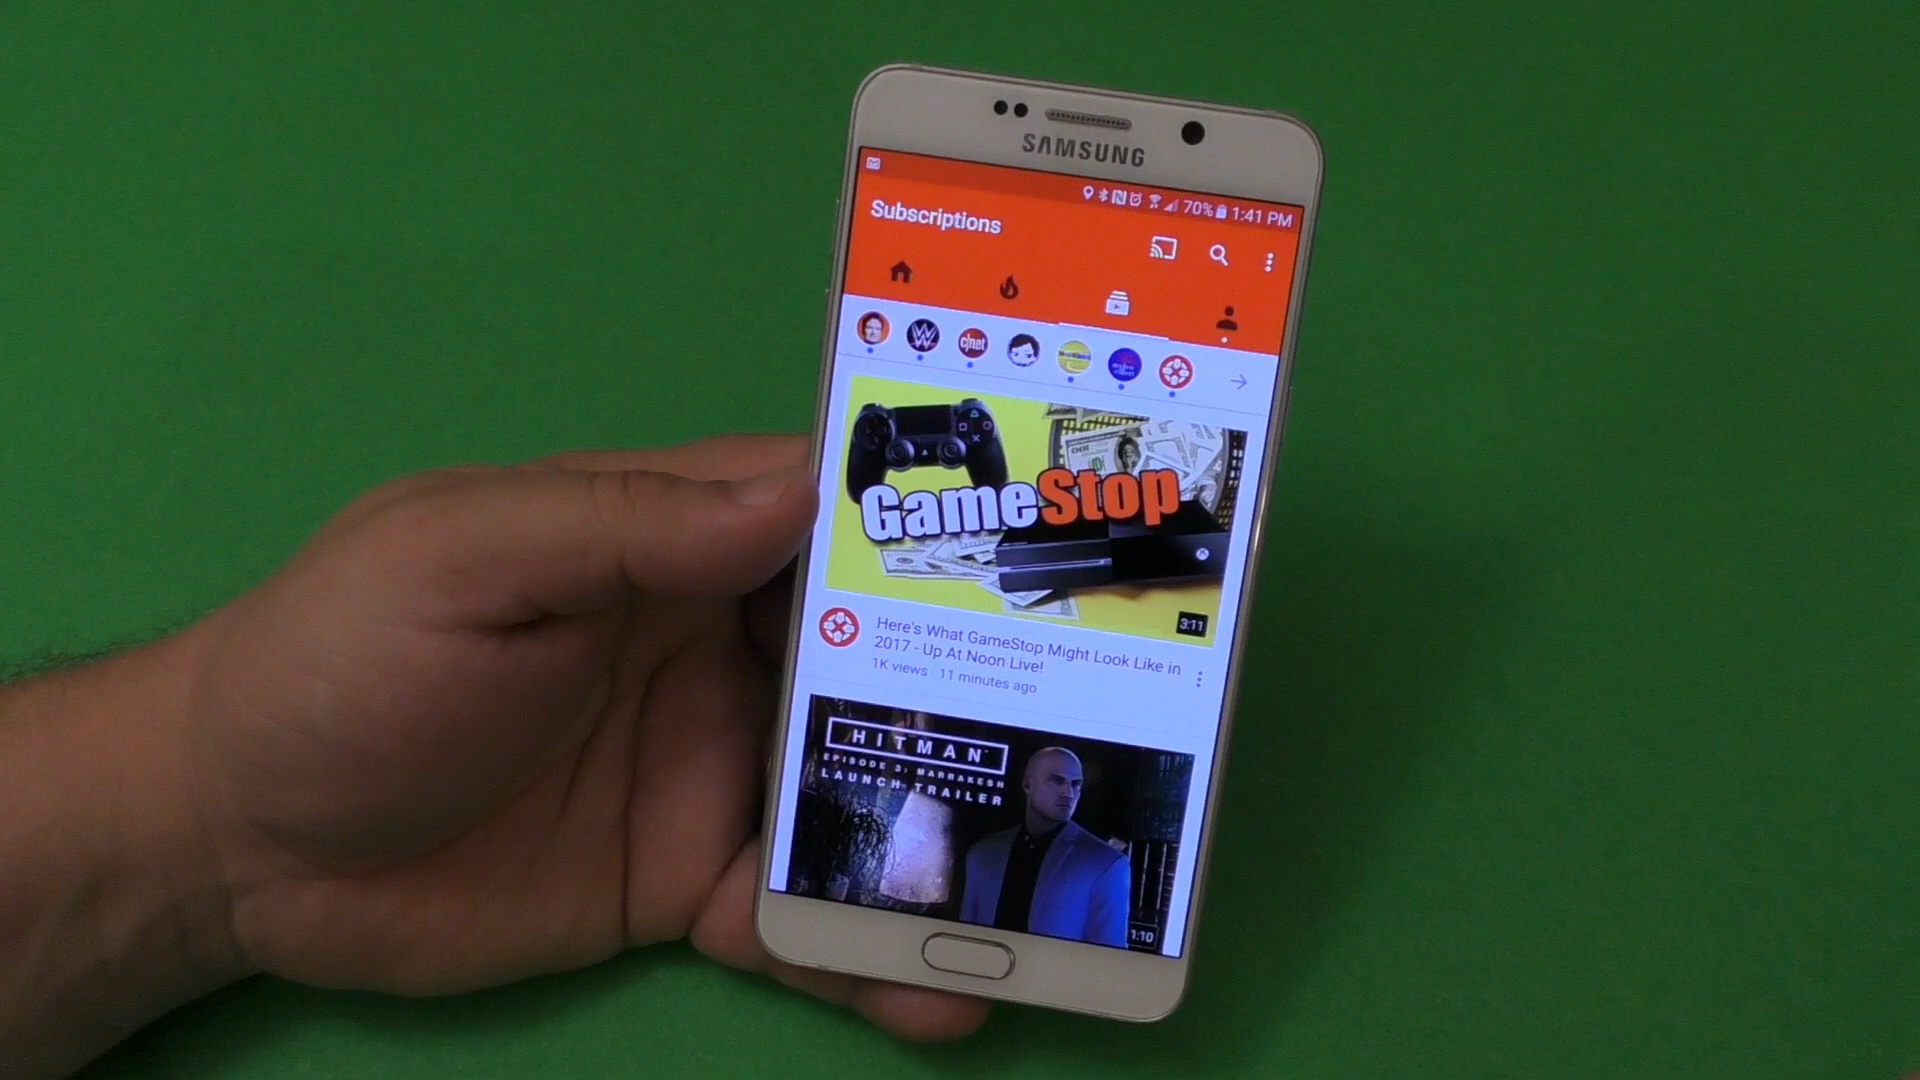 SAMSUNG
70% 1:41 PM
Subscriptions
W
c|net
GameStop
3:11
Here's What GameStop Might Look Like in
2017 - Up At Noon Live!
1K views · 11 minutes ago
HITMAN
EPISODE 3: MARRAKESH
LAUNCH TRAILER
1:10